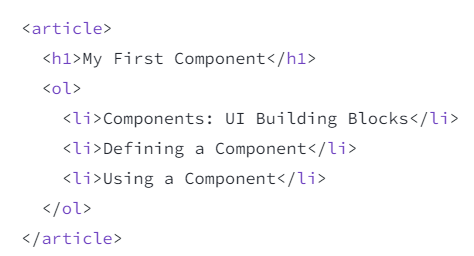 <article>
  <h1>My First Component</h1>
  <ol>
    <li>Components: UI Building Blocks</li>
    <li>Defining a Component</li>
    <li>Using a Component</li>
  </ol>
</article>